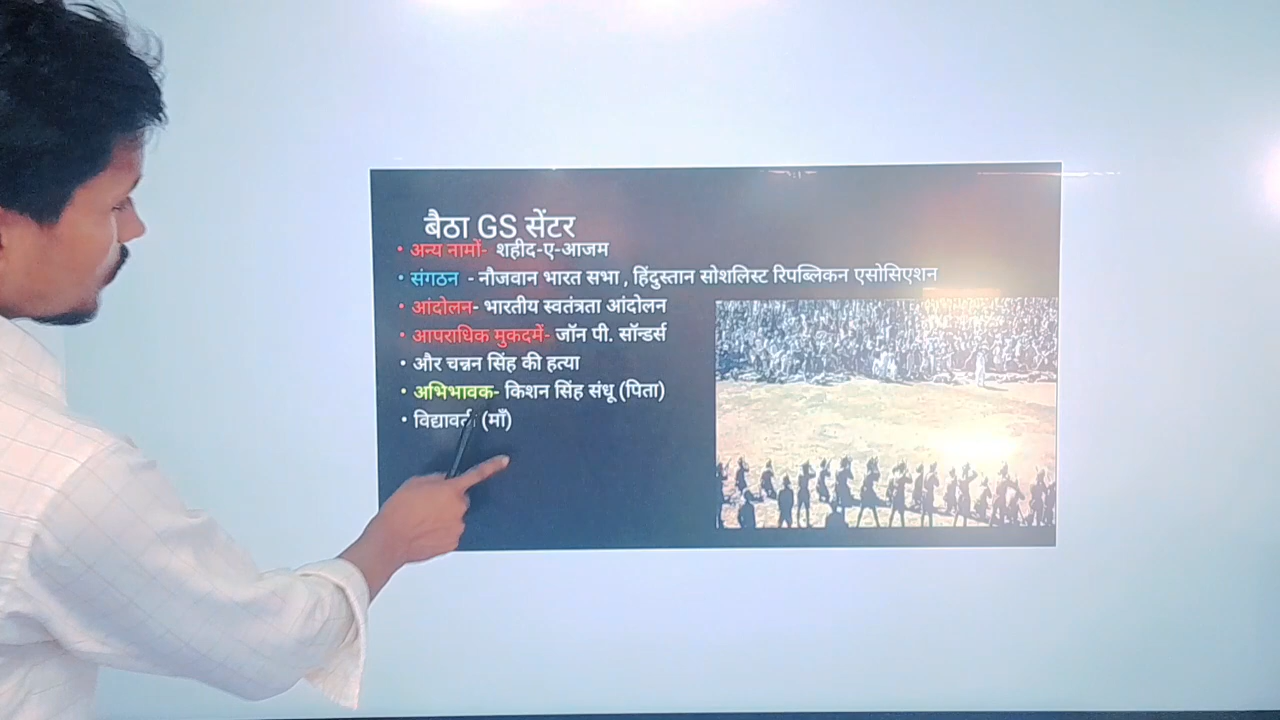 बैठा GS सेंटर
• अन्य नामों- शहीद-ए-आजम
• संगठन - नौजवान भारत सभा , हिंदुस्तान सोशलिस्ट रिपब्लिकन एसोसिएशन
• आंदोलन- भारतीय स्वतंत्रता आंदोलन
• आपराधिक मुकदमें- जॉन पी. सॉन्डर्स
• और चन्नन सिंह की हत्या
• अभिभावक- किशन सिंह संधू (पिता)
• विद्यावती (माँ)